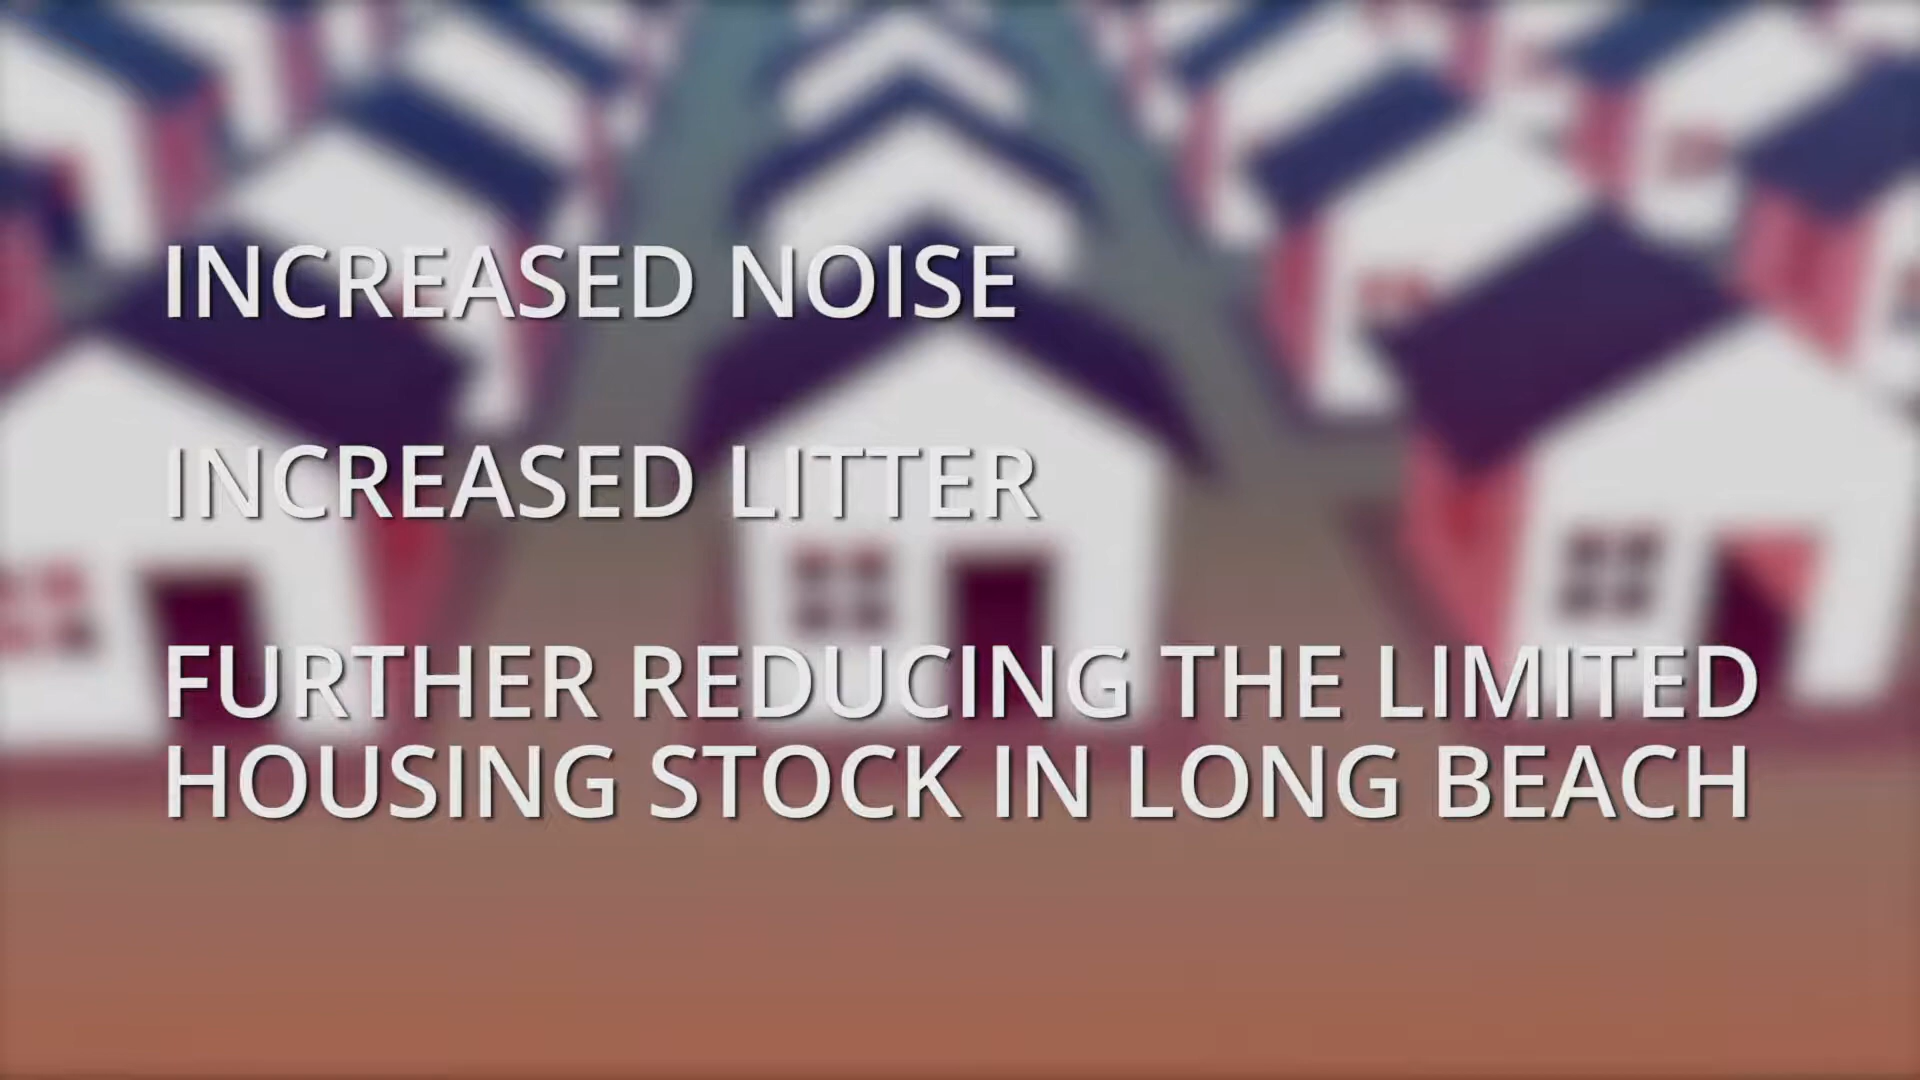 INCREASED NOISE
INCREASED LITTER
FURTHER REDUCING THE LIMITED
HOUSING STOCK IN LONG BEACH